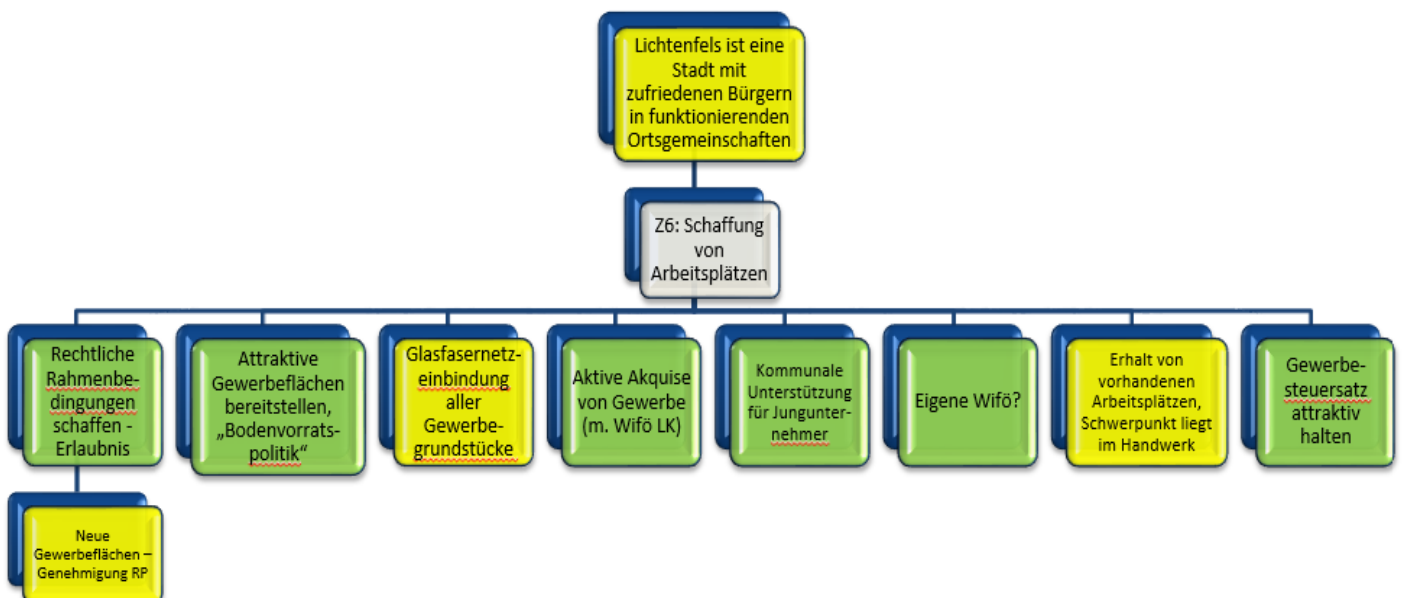 Lichtenfels ist eine
Stadt mit
zufriedenen Bürgern
in funktionierenden
Ortsgemeinschaften
Z6: Schaffung
von
Arbeitsplätzen
Rechtliche
Rahmenbe-
dingungen
schaffen -
Erlaubnis
Attraktive
Gewerbeflächen
bereitstellen,
„Bodenvorrats-
politik“
Glasfasernetz-
einbindung
aller
Gewerbe-
grundstücke
Aktive Akquise
von Gewerbe
(m. Wifö LK)
Kommunale
Unterstützung
für Jungunter-
nehmer
Eigene Wifö?
Erhalt von
vorhandenen
Arbeitsplätzen,
Schwerpunkt liegt
im Handwerk
Gewerbe-
steuersatz
attraktiv
halten
Neue
Gewerbeflächen –
Genehmigung RP